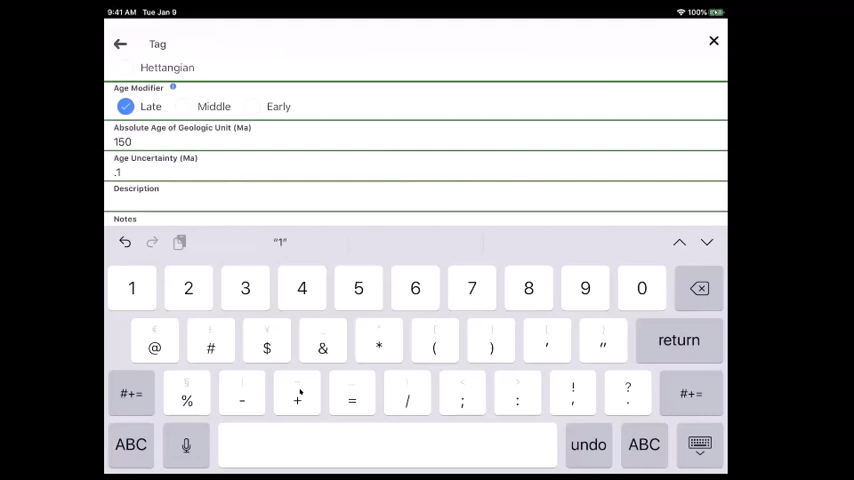 9:41 AM Tue Jan 9 100%
Tag
Hettangian
Age Modifier
Late Middle Early
Absolute Age of Geologic Unit (Ma)
150
Age Uncertainty (Ma)
.1
Description
Notes
"1"
1 2 3 4 5 6 7 8 9 0
@ # $ & * ( ) ' " return
#+= % - + = / ; : ! , ? . #+=
ABC undo ABC